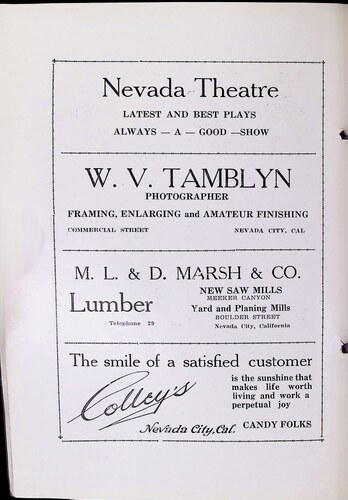 Nevada Theatre
LATEST AND BEST PLAYS
ALWAYS — A — GOOD —SHOW
W. V. TAMBLYN
PHOTOGRAPHER
FRAMING, ENLARGING and AMATEUR FINISHING
COMMERCIAL STREET NEVADA CITY, CAL
M. L. & D. MARSH & CO.
Lumber
Telephone 29
NEW SAW MILLS
MEEKER CANYON
Yard and Planing Mills
BOULDER STREET
Nevada City, California
The smile of a satisfied customer
is the sunshine that
makes life worth
living and work a
perpetual joy
Colley's
Nevada City, Cal. CANDY FOLKS